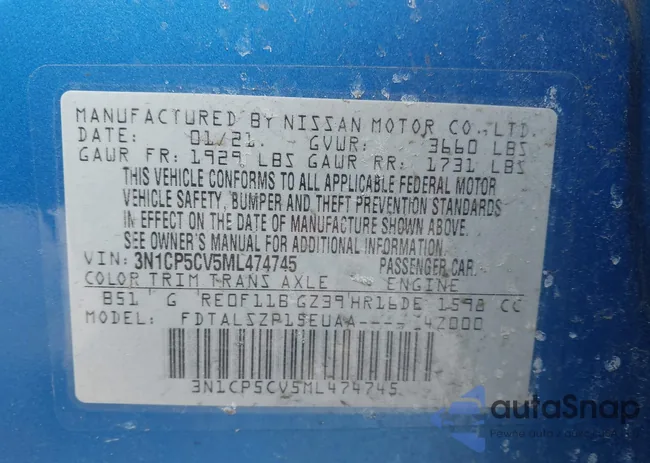 MANUFACTURED BY NISSAN MOTOR CO.,LTD.
DATE: 01/21. GVWR: 3660 LBS
GAWR FR: 1929 LBS GAWR RR: 1731 LBS
THIS VEHICLE CONFORMS TO ALL APPLICABLE FEDERAL MOTOR
VEHICLE SAFETY, BUMPER AND THEFT PREVENTION STANDARDS
IN EFFECT ON THE DATE OF MANUFACTURE SHOWN ABOVE.
SEE OWNER'S MANUAL FOR ADDITIONAL INFORMATION.
VIN: 3N1CP5CV5ML474745 PASSENGER CAR.
COLOR TRIM TRANS AXLE ENGINE
B51 G RE0F11B GZ39 HR16DE 1598 CC
MODEL: FDTALSZP15EUAA---- 4Z000
3N1CP5CV5ML474745
autoSnap
Pewne auto z